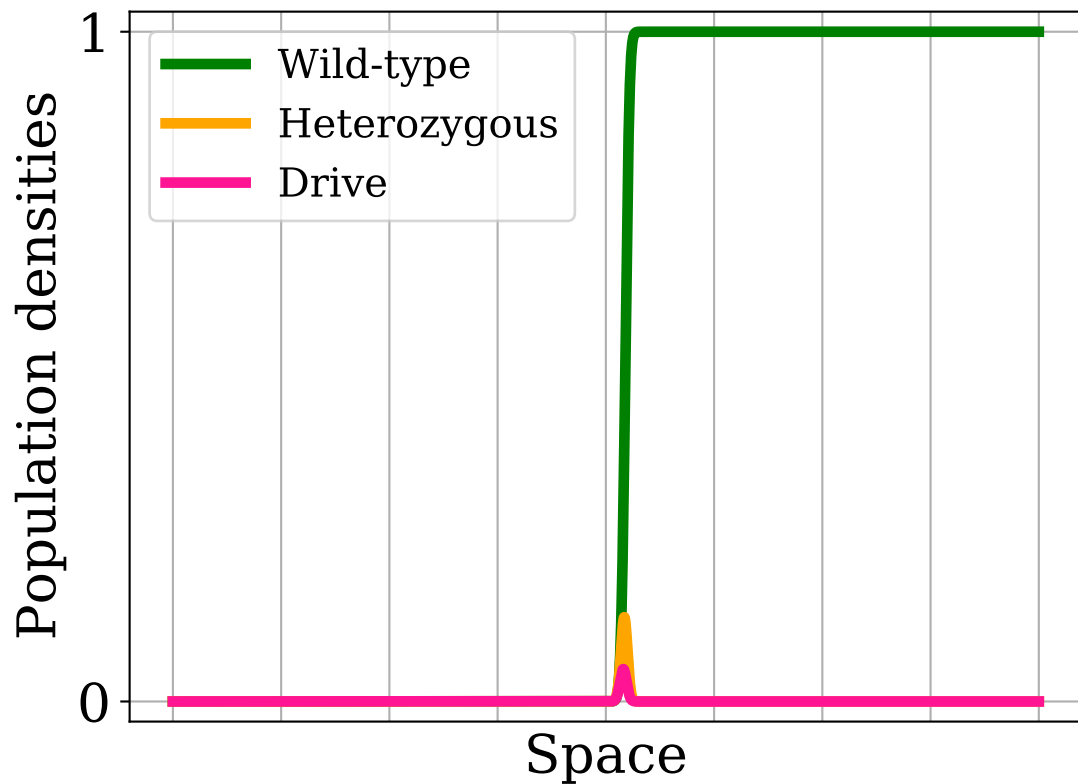 1
Wild-type
Heterozygous
Drive
Population densities
0
Space